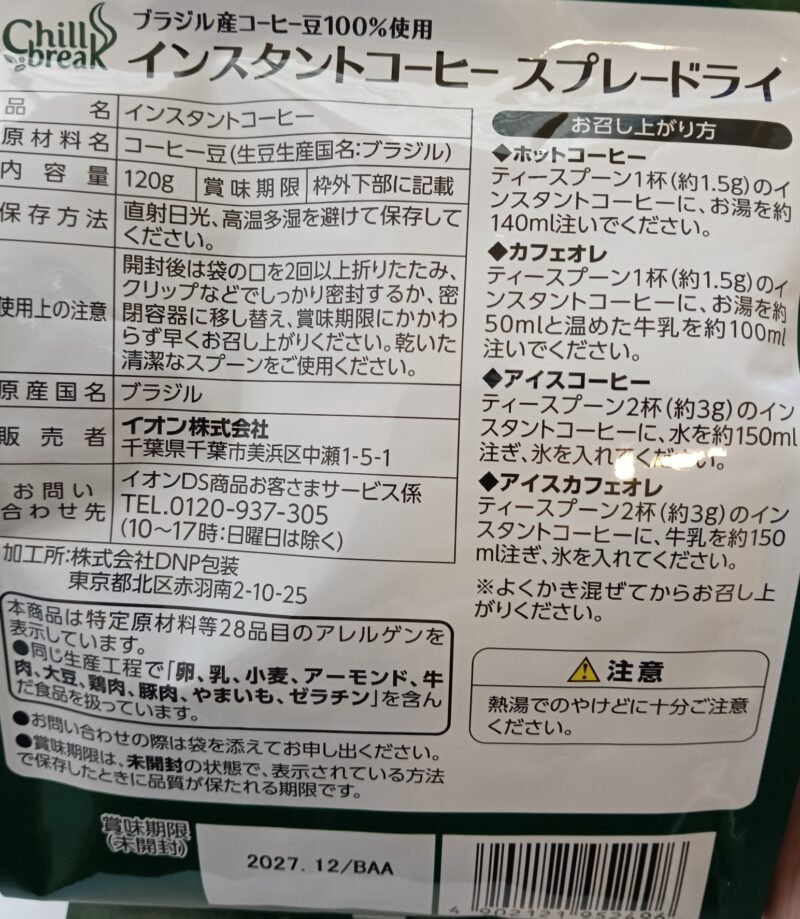 Chill break
ブラジル産コーヒー豆100%使用
インスタントコーヒー スプレードライ
品名 インスタントコーヒー
原材料名 コーヒー豆(生豆生産国名:ブラジル)
内容量 120g 賞味期限 枠外下部に記載
保存方法 直射日光、高温多湿を避けて保存して
ください。
使用上の注意
開封後は袋の口を2回以上折りたたみ、
クリップなどでしっかり密封するか、密
閉容器に移し替え、賞味期限にかかわ
らず早くお召し上がりください。乾いた
清潔なスプーンをご使用ください。
原産国名 ブラジル
販売者 イオン株式会社
千葉県千葉市美浜区中瀬1-5-1
お問い
合わせ先
イオンDS商品お客さまサービス係
TEL.0120-937-305
(10〜17時:日曜日は除く)
加工所:株式会社DNP包装
東京都北区赤羽南2-10-25
本商品は特定原材料等28品目のアレルゲンを
表示しています。
●同じ生産工程で「卵、乳、小麦、アーモンド、牛
肉、大豆、鶏肉、豚肉、やまいも、ゼラチン」を含ん
だ食品を扱っています。
●お問い合わせの際は袋を添えてお申し出ください。
●賞味期限は、未開封の状態で、表示されている方法
で保存したときに品質が保たれる期限です。
お召し上がり方
◆ホットコーヒー
ティースプーン1杯(約1.5g)のイ
ンスタントコーヒーに、お湯を約
140ml注いでください。
◆カフェオレ
ティースプーン1杯(約1.5g)のイ
ンスタントコーヒーに、お湯を約
50mlと温めた牛乳を約100ml
注いでください。
◆アイスコーヒー
ティースプーン2杯(約3g)のイン
スタントコーヒーに、水を約150ml
注ぎ、氷を入れてください。
◆アイスカフェオレ
ティースプーン2杯(約3g)のイン
スタントコーヒーに、牛乳を約150
ml注ぎ、氷を入れてください。
※よくかき混ぜてからお召し上
がりください。
注意
熱湯でのやけどに十分ご注意
ください。
賞味期限
(未開封)
2027.12/BAA